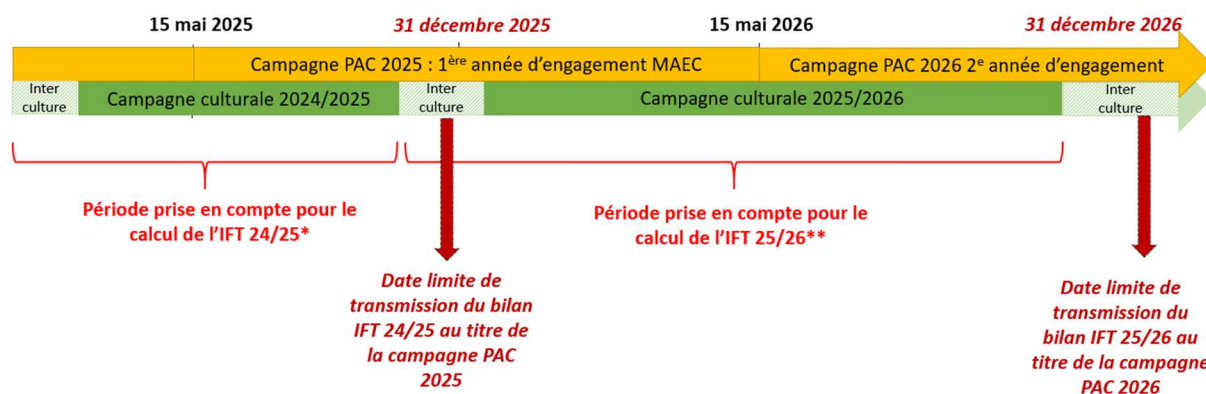 15 mai 2025
31 décembre 2025
15 mai 2026
31 décembre 2026
Campagne PAC 2025 : 1ère année d'engagement MAEC
Campagne PAC 2026 2e année d'engagement
Inter
culture
Campagne culturale 2024/2025
Inter
culture
Campagne culturale 2025/2026
Inter
culture
Période prise en compte pour le
calcul de l'IFT 24/25*
Période prise en compte pour le
calcul de l'IFT 25/26**
Date limite de
transmission du bilan
IFT 24/25 au titre de
la campagne PAC
2025
Date limite de
transmission du
bilan IFT 25/26 au
titre de la campagne
PAC 2026